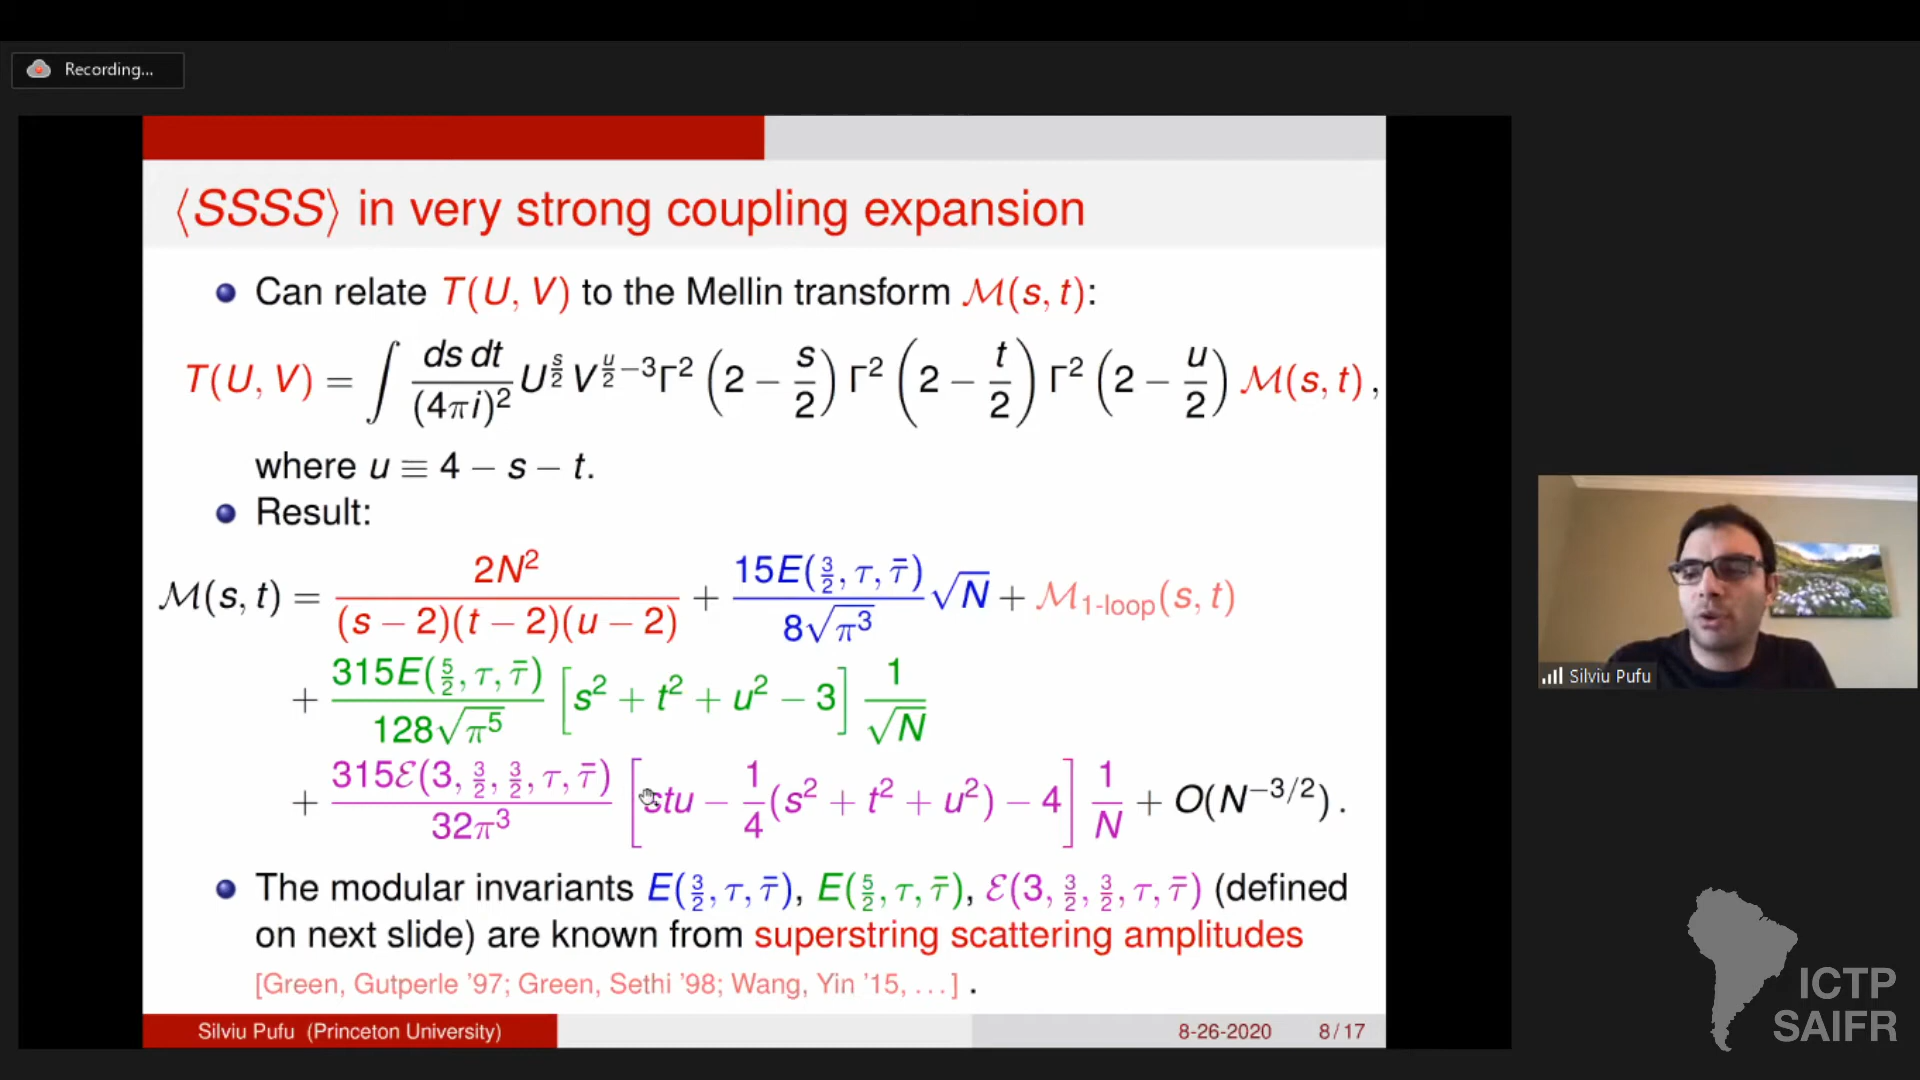 Recording...
⟨SSSS⟩ in very strong coupling expansion
Can relate T(U, V) to the Mellin transform M(s, t):
T(U, V) = ∫ ds dt/(4πi)² U^{s/2} V^{u/2 − 3} Γ²(2 − s/2) Γ²(2 − t/2) Γ²(2 − u/2) M(s, t),
where u ≡ 4 − s − t.
Result:
M(s, t) = 2N²/((s − 2)(t − 2)(u − 2)) + 15E(3/2, τ, τ̄)/(8√π³) √N + M_{1-loop}(s, t)
+ 315E(5/2, τ, τ̄)/(128√π⁵) [s² + t² + u² − 3] 1/√N
+ 315ℰ(3, 3/2, 3/2, τ, τ̄)/(32π³) [stu − 1/4(s² + t² + u²) − 4] 1/N + O(N^{−3/2}).
The modular invariants E(3/2, τ, τ̄), E(5/2, τ, τ̄), ℰ(3, 3/2, 3/2, τ, τ̄) (defined
on next slide) are known from superstring scattering amplitudes
[Green, Gutperle '97; Green, Sethi '98; Wang, Yin '15, ...] .
Silviu Pufu (Princeton University)
8-26-2020 8/17
Silviu Pufu
ICTP
SAIFR